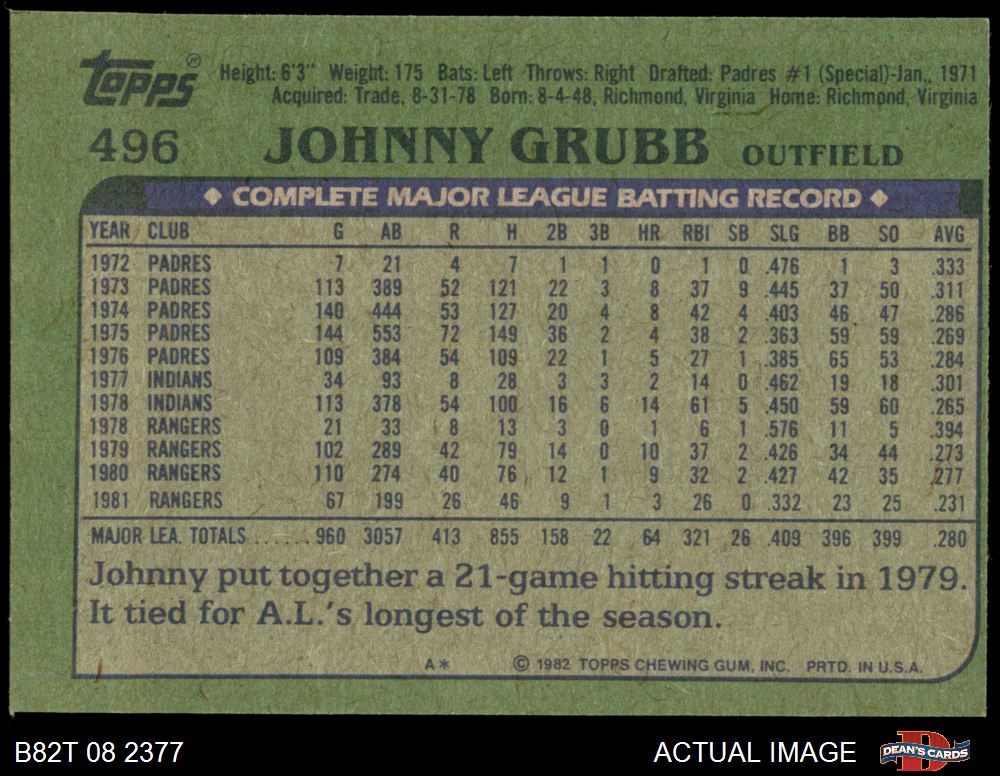 Topps® Height: 6'3" Weight: 175 Bats: Left Throws: Right Drafted: Padres #1 (Special)-Jan., 1971
Acquired: Trade, 8-31-78 Born: 8-4-48, Richmond, Virginia Home: Richmond, Virginia
496 JOHNNY GRUBB OUTFIELD
◆ COMPLETE MAJOR LEAGUE BATTING RECORD ◆
YEAR CLUB G AB R H 2B 3B HR RBI SB SLG BB SO AVG
1972 PADRES 7 21 4 7 1 1 0 1 0 .476 1 3 .333
1973 PADRES 113 389 52 121 22 3 8 37 9 .445 37 50 .311
1974 PADRES 140 444 53 127 20 4 8 42 4 .403 46 47 .286
1975 PADRES 144 553 72 149 36 2 4 38 2 .363 59 59 .269
1976 PADRES 109 384 54 109 22 1 5 27 1 .385 65 53 .284
1977 INDIANS 34 93 8 28 3 3 2 14 0 .462 19 18 .301
1978 INDIANS 113 378 54 100 16 6 14 61 5 .450 59 60 .265
1978 RANGERS 21 33 8 13 3 0 1 6 1 .576 11 5 .394
1979 RANGERS 102 289 42 79 14 0 10 37 2 .426 34 44 .273
1980 RANGERS 110 274 40 76 12 1 9 32 2 .427 42 35 .277
1981 RANGERS 67 199 26 46 9 1 3 26 0 .332 23 25 .231
MAJOR LEA. TOTALS ...... 960 3057 413 855 158 22 64 321 26 .409 396 399 .280
Johnny put together a 21-game hitting streak in 1979.
It tied for A.L.'s longest of the season.
A* © 1982 TOPPS CHEWING GUM, INC. PRTD. IN U.S.A.
B82T 08 2377 ACTUAL IMAGE D DEAN'S CARDS